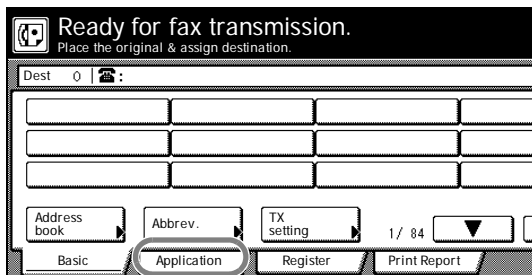 Ready for fax transmission.
Place the original & assign destination.
Dest 0 :
Address book
Abbrev.
TX setting
1/ 84
Basic
Application
Register
Print Report